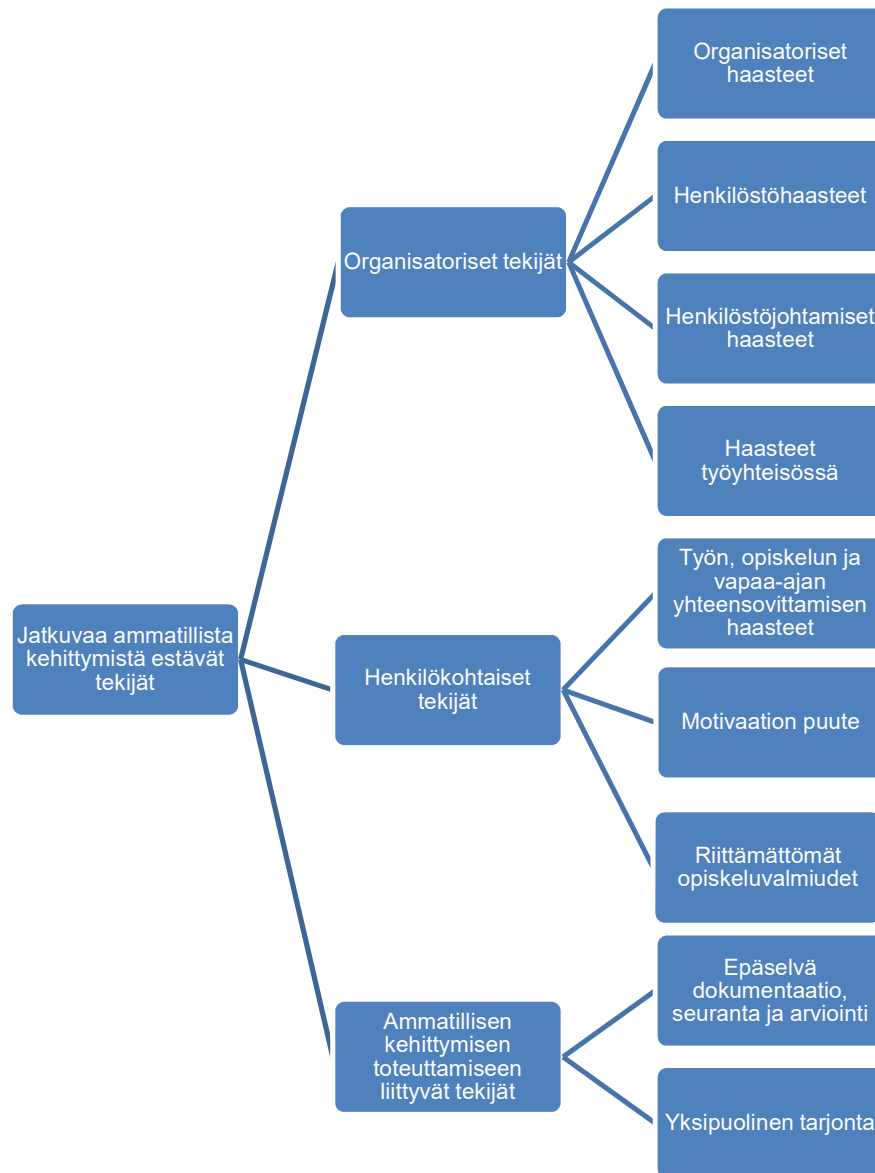 Jatkuvaa ammatillista
kehittymistä estävät
tekijät
Organisatoriset tekijät
Organisatoriset
haasteet
Henkilöstöhaasteet
Henkilöstöjohtamiset
haasteet
Haasteet
työyhteisössä
Henkilökohtaiset
tekijät
Työn, opiskelun ja
vapaa-ajan
yhteensovittamisen
haasteet
Motivaation puute
Riittämättömät
opiskeluvalmiudet
Ammatillisen
kehittymisen
toteuttamiseen
liittyvät tekijät
Epäselvä
dokumentaatio,
seuranta ja arviointi
Yksipuolinen tarjonta